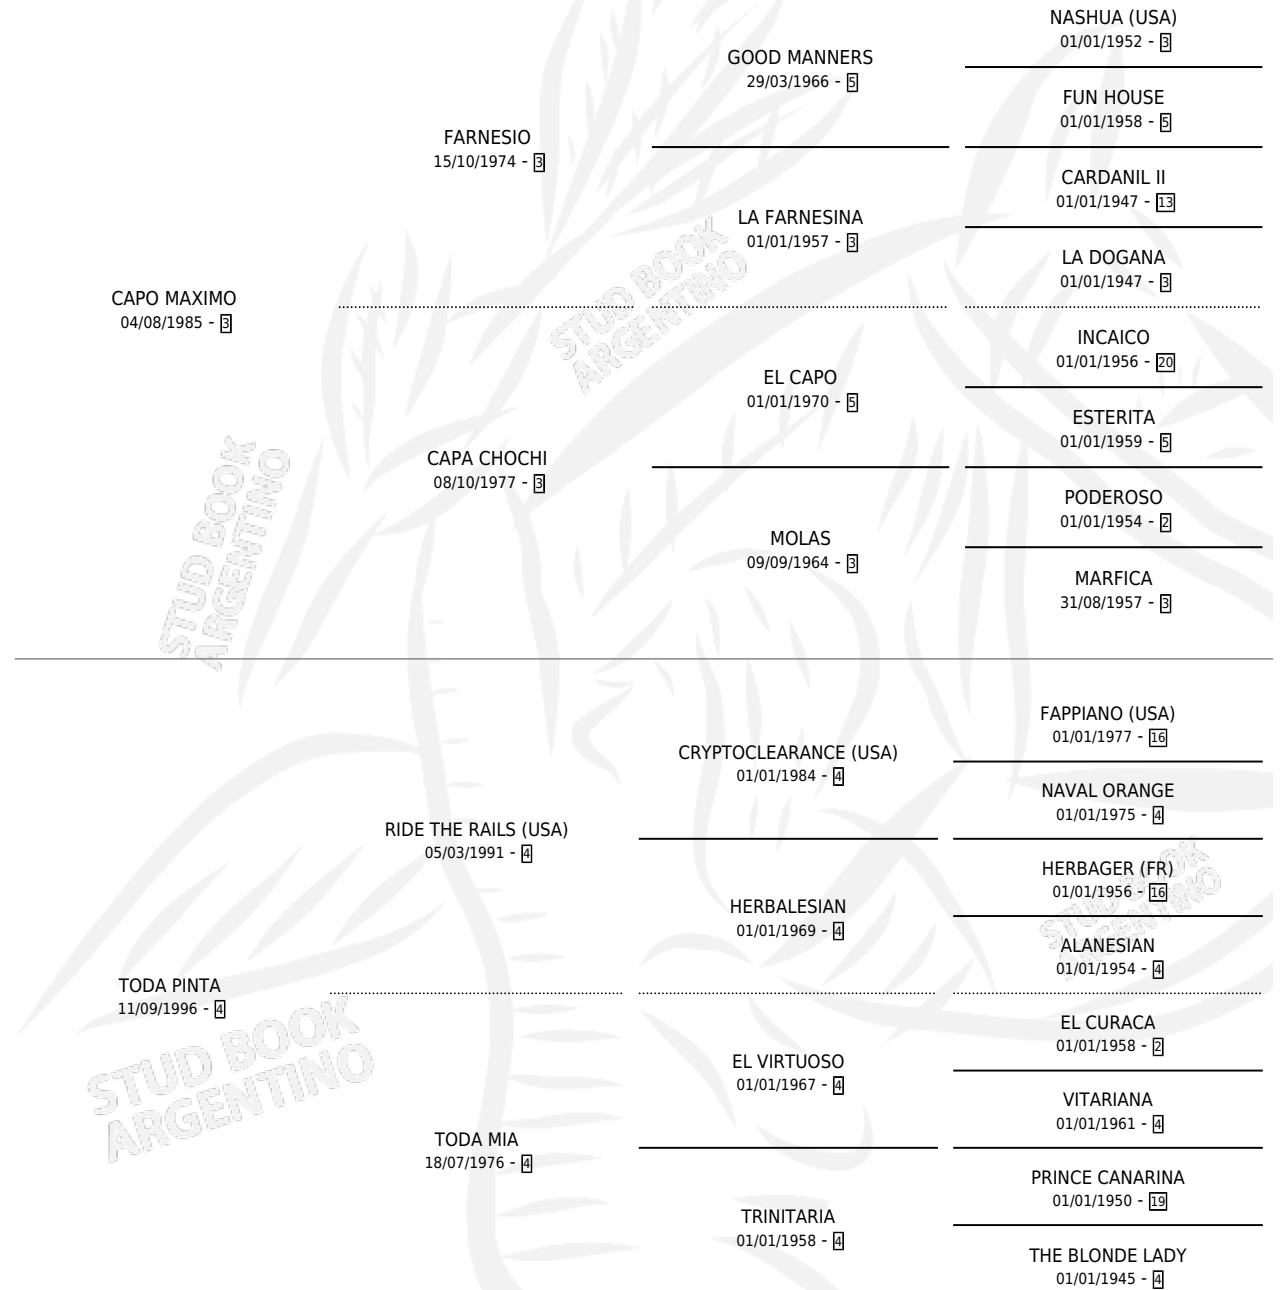 NASHUA (USA)
01/01/1952 - 3
GOOD MANNERS
29/03/1966 - 5
FUN HOUSE
01/01/1958 - 5
FARNESIO
15/10/1974 - 3
CARDANIL II
01/01/1947 - 13
LA FARNESINA
01/01/1957 - 3
LA DOGANA
01/01/1947 - 3
CAPO MAXIMO
04/08/1985 - 3
INCAICO
01/01/1956 - 20
EL CAPO
01/01/1970 - 5
ESTERITA
01/01/1959 - 5
CAPA CHOCHI
08/10/1977 - 3
PODEROSO
01/01/1954 - 2
MOLAS
09/09/1964 - 3
MARFICA
31/08/1957 - 3
STUD BOOK
ARGENTINO
STUD BOOK
ARGENTINO
FAPPIANO (USA)
01/01/1977 - 16
CRYPTOCLEARANCE (USA)
01/01/1984 - 4
NAVAL ORANGE
01/01/1975 - 4
RIDE THE RAILS (USA)
05/03/1991 - 4
HERBAGER (FR)
01/01/1956 - 16
HERBALESIAN
01/01/1969 - 4
ALANESIAN
01/01/1954 - 4
TODA PINTA
11/09/1996 - 4
EL CURACA
01/01/1958 - 2
EL VIRTUOSO
01/01/1967 - 4
VITARIANA
01/01/1961 - 4
TODA MIA
18/07/1976 - 4
PRINCE CANARINA
01/01/1950 - 19
TRINITARIA
01/01/1958 - 4
THE BLONDE LADY
01/01/1945 - 4
STUD BOOK
ARGENTINO
STUD BOOK
ARGENTINO